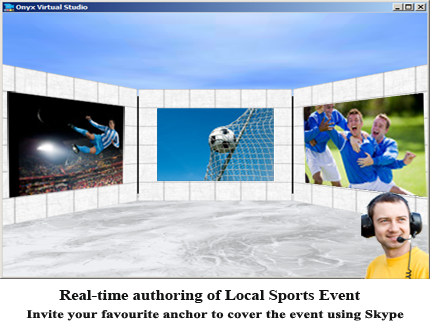 Onyx Virtual Studio
Real-time authoring of Local Sports Event
Invite your favourite anchor to cover the event using Skype